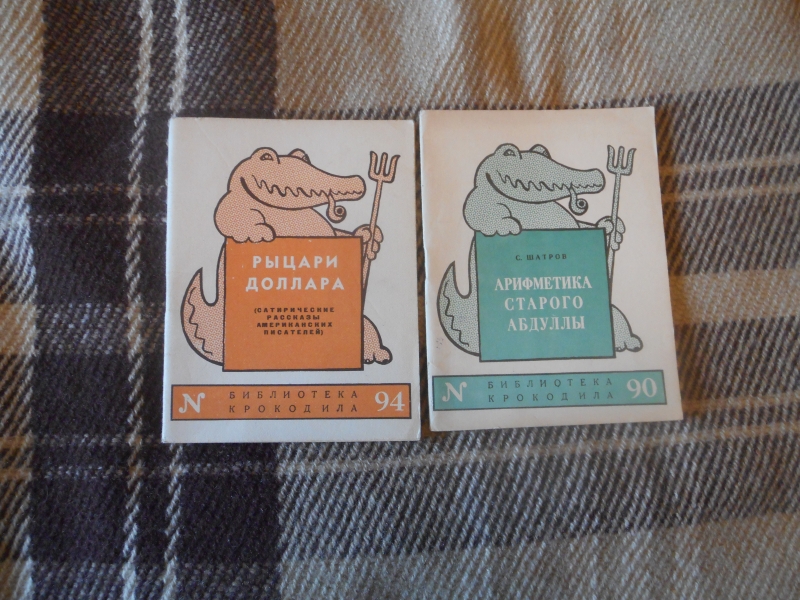 РЫЦАРИ
ДОЛЛАРА
(САТИРИЧЕСКИЕ
РАССКАЗЫ
АМЕРИКАНСКИХ
ПИСАТЕЛЕЙ)
N БИБЛИОТЕКА
КРОКОДИЛА 94
С. ШАТРОВ
АРИФМЕТИКА
СТАРОГО
АБДУЛЛЫ
N БИБЛИОТЕКА
КРОКОДИЛА 90